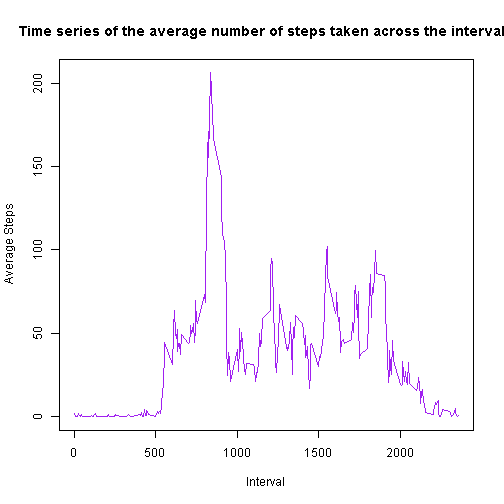 Time series of the average number of steps taken across the interval
200
150
100
50
0
Average Steps
0 500 1000 1500 2000
Interval